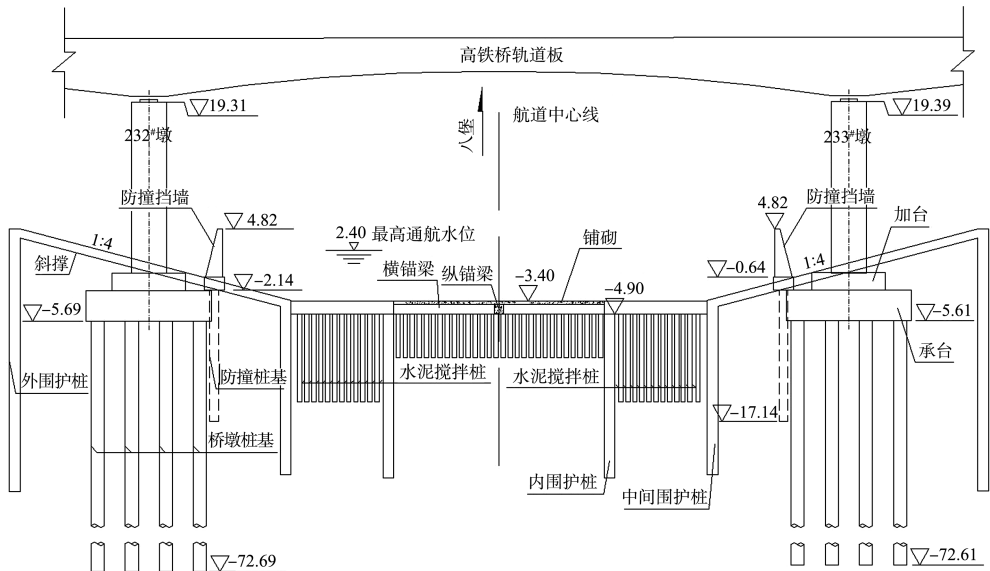 高铁桥轨道板
19.31
19.39
航道中心线
八堡
232#墩
233#墩
防撞挡墙
防撞挡墙
4.82
4.82
加台
2.40 最高通航水位
铺砌
1:4
1:4
斜撑
横锚梁
纵锚梁
-3.40
-0.64
-2.14
-4.90
-5.69
-5.61
承台
外围护桩
防撞桩基
水泥搅拌桩
水泥搅拌桩
-17.14
桥墩桩基
内围护桩
中间围护桩
-72.69
-72.61